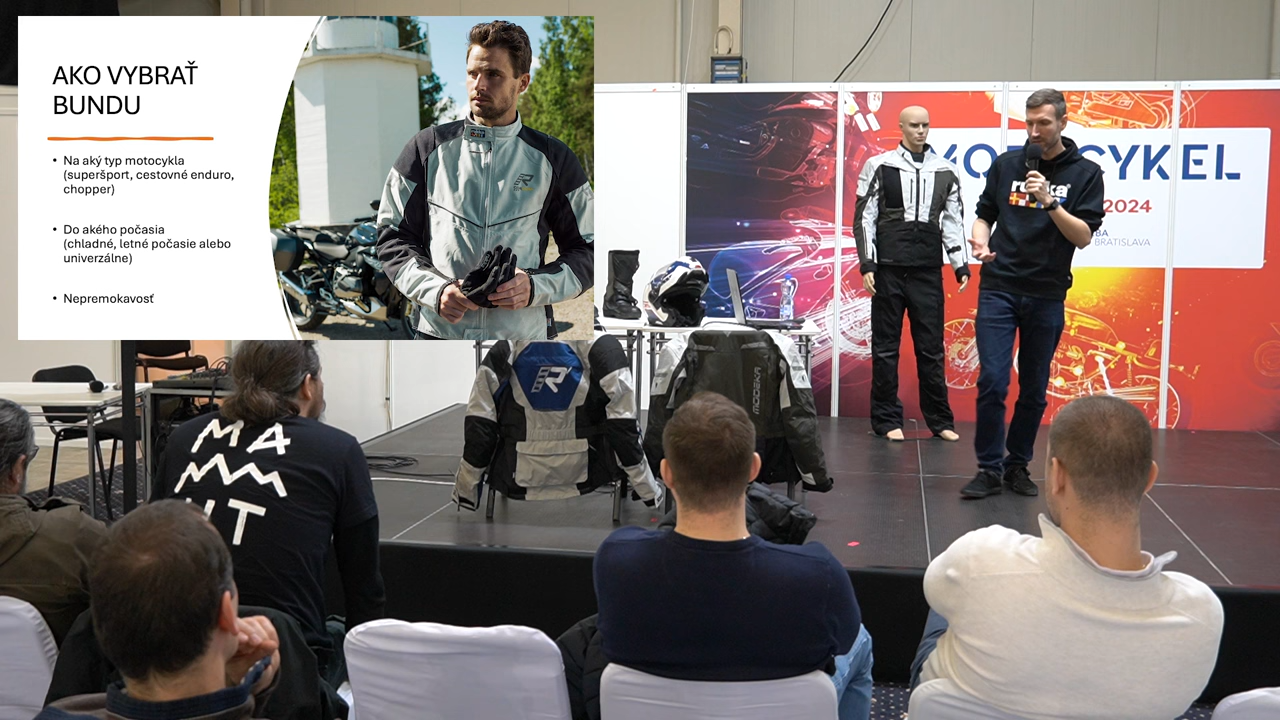 AKO VYBRAŤ
BUNDU
• Na aký typ motocykla
(superšport, cestovné enduro,
chopper)
• Do akého počasia
(chladné, letné počasie alebo
univerzálne)
• Nepremokavosť
MOTOCYKEL
2024
BRATISLAVA
MODEKA
MA
UT